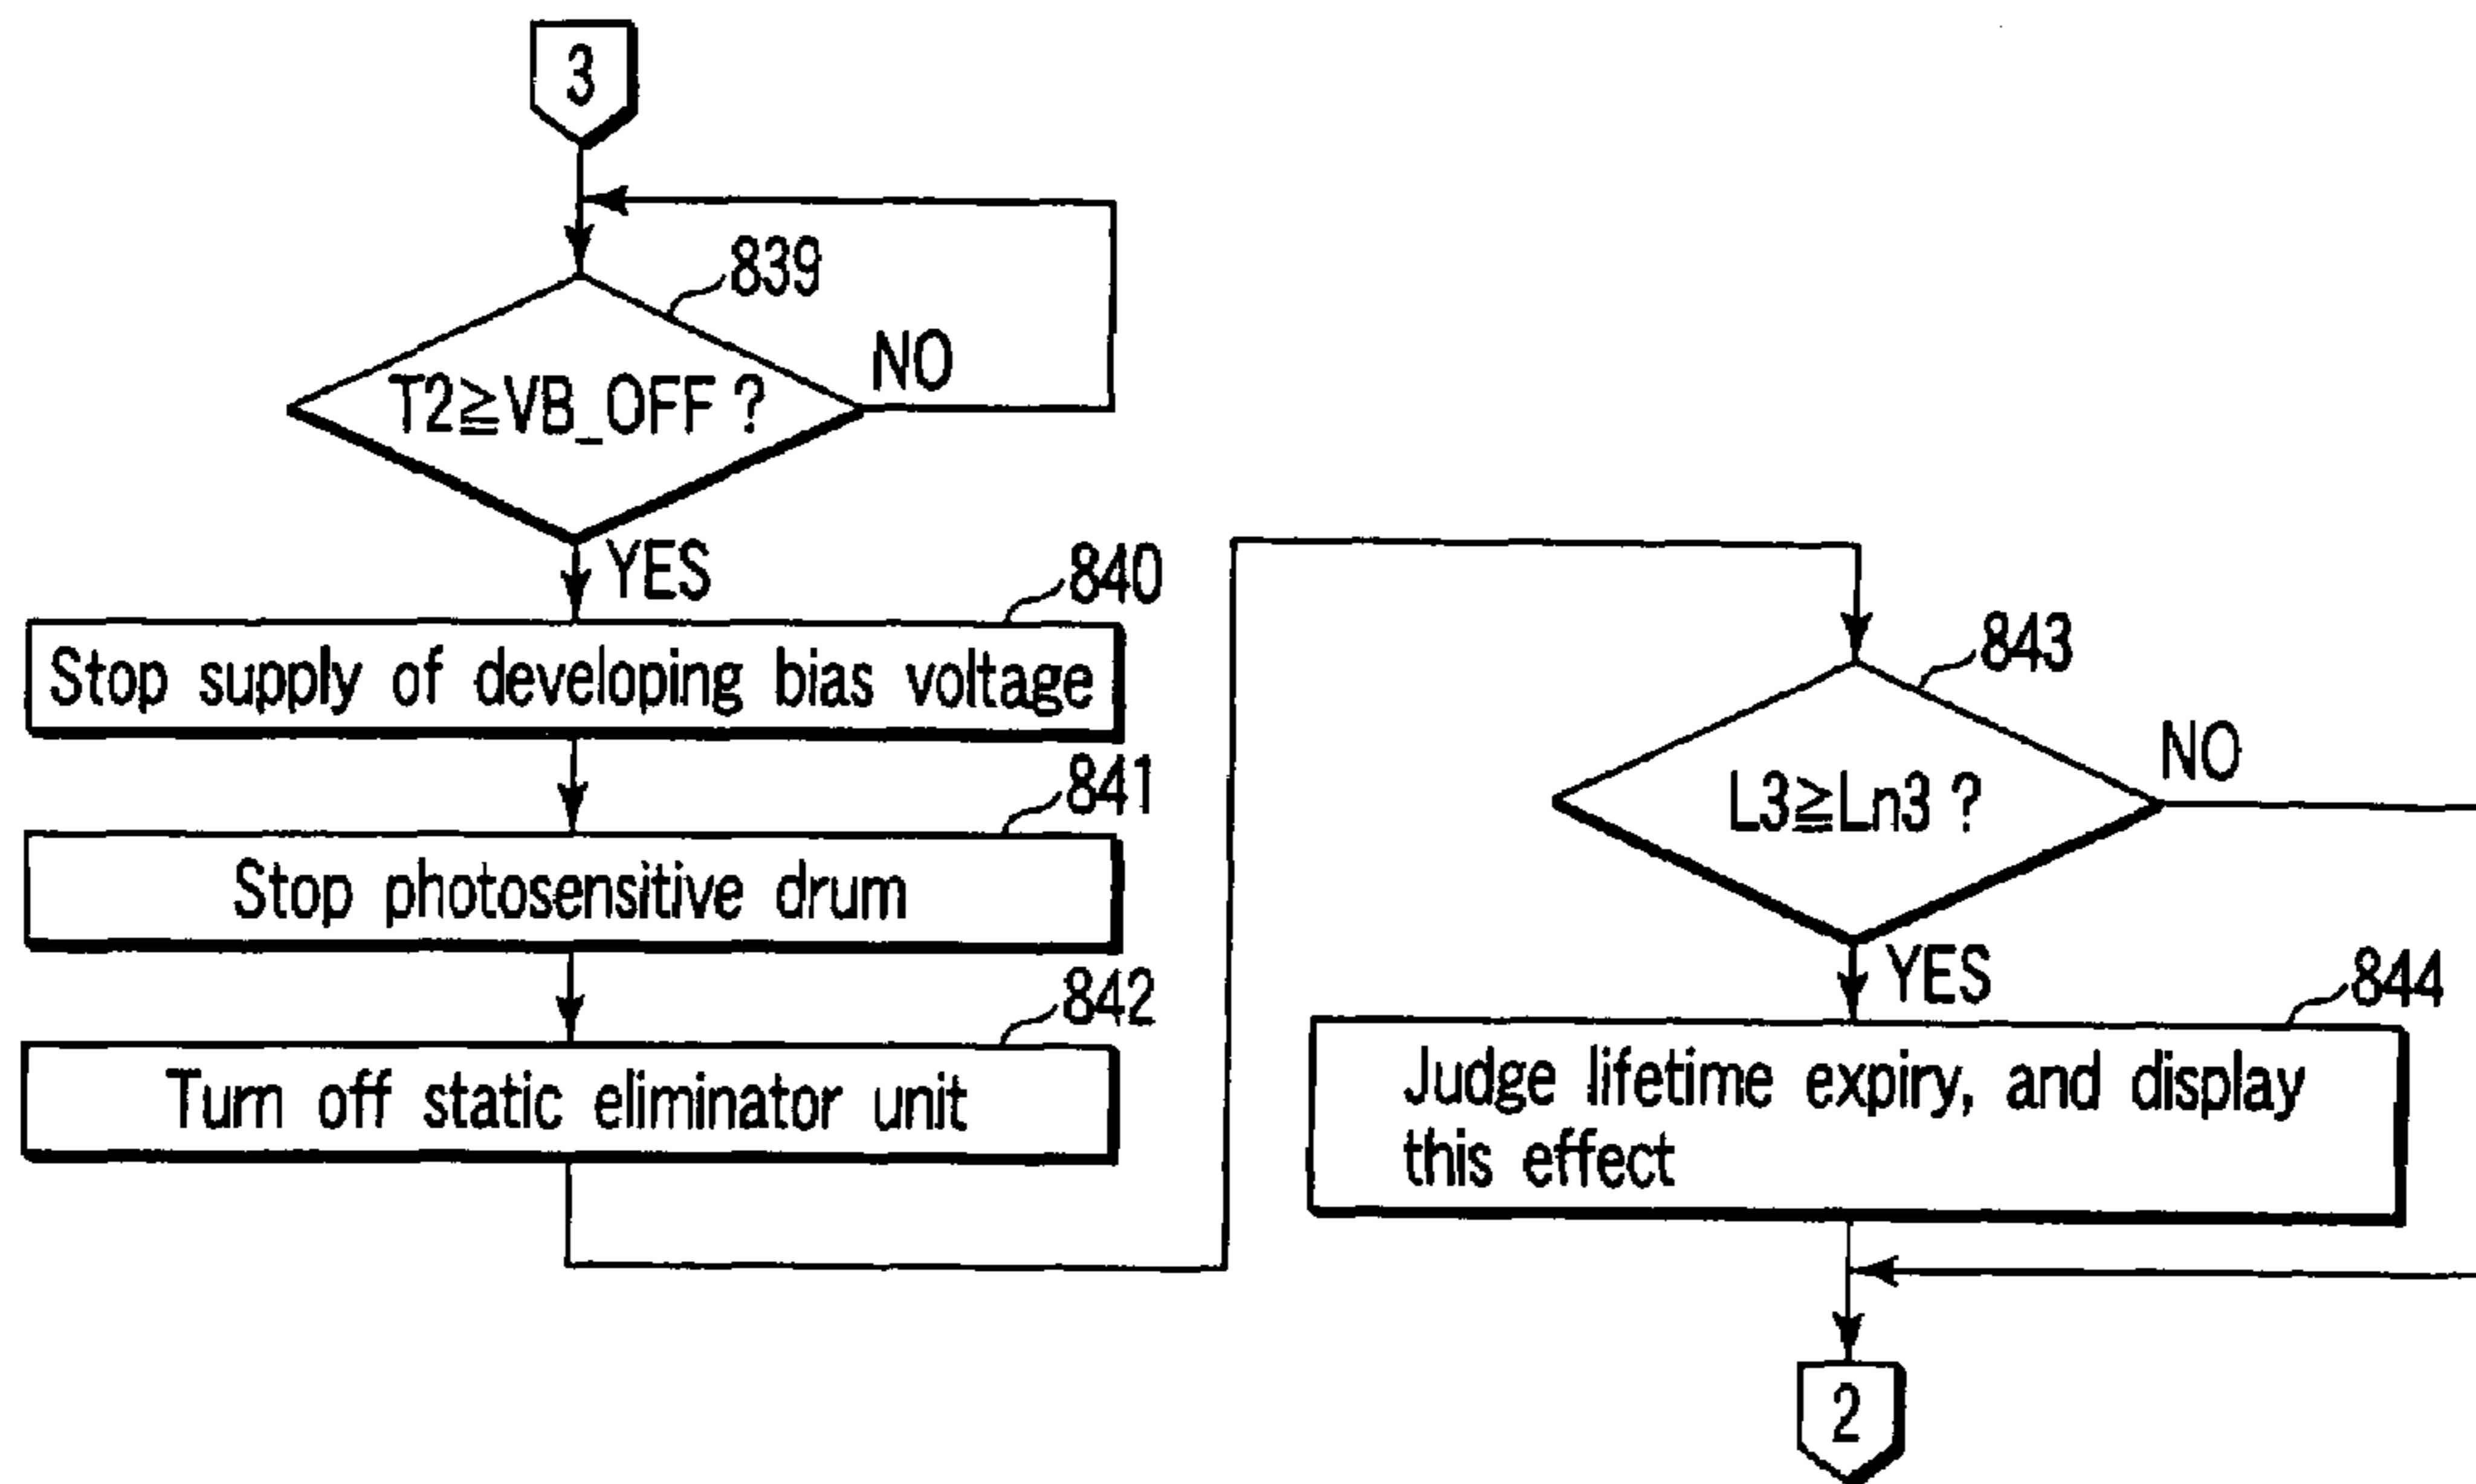 3
839
T2≧VB_OFF ?
NO
YES
840
Stop supply of developing bias voltage
841
Stop photosensitive drum
842
Turn off static eliminator unit
843
L3≧Ln3 ?
NO
YES
844
Judge lifetime expiry, and display
this effect
2